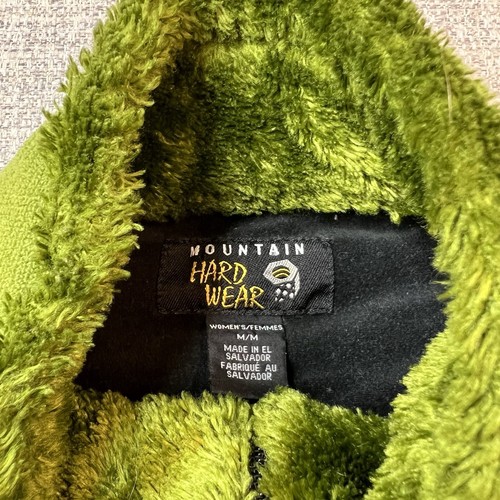 MOUNTAIN
HARD
WEAR
WOMEN'S/FEMMES
M/M
MADE IN EL
SALVADOR
FABRIQUÉ AU
SALVADOR